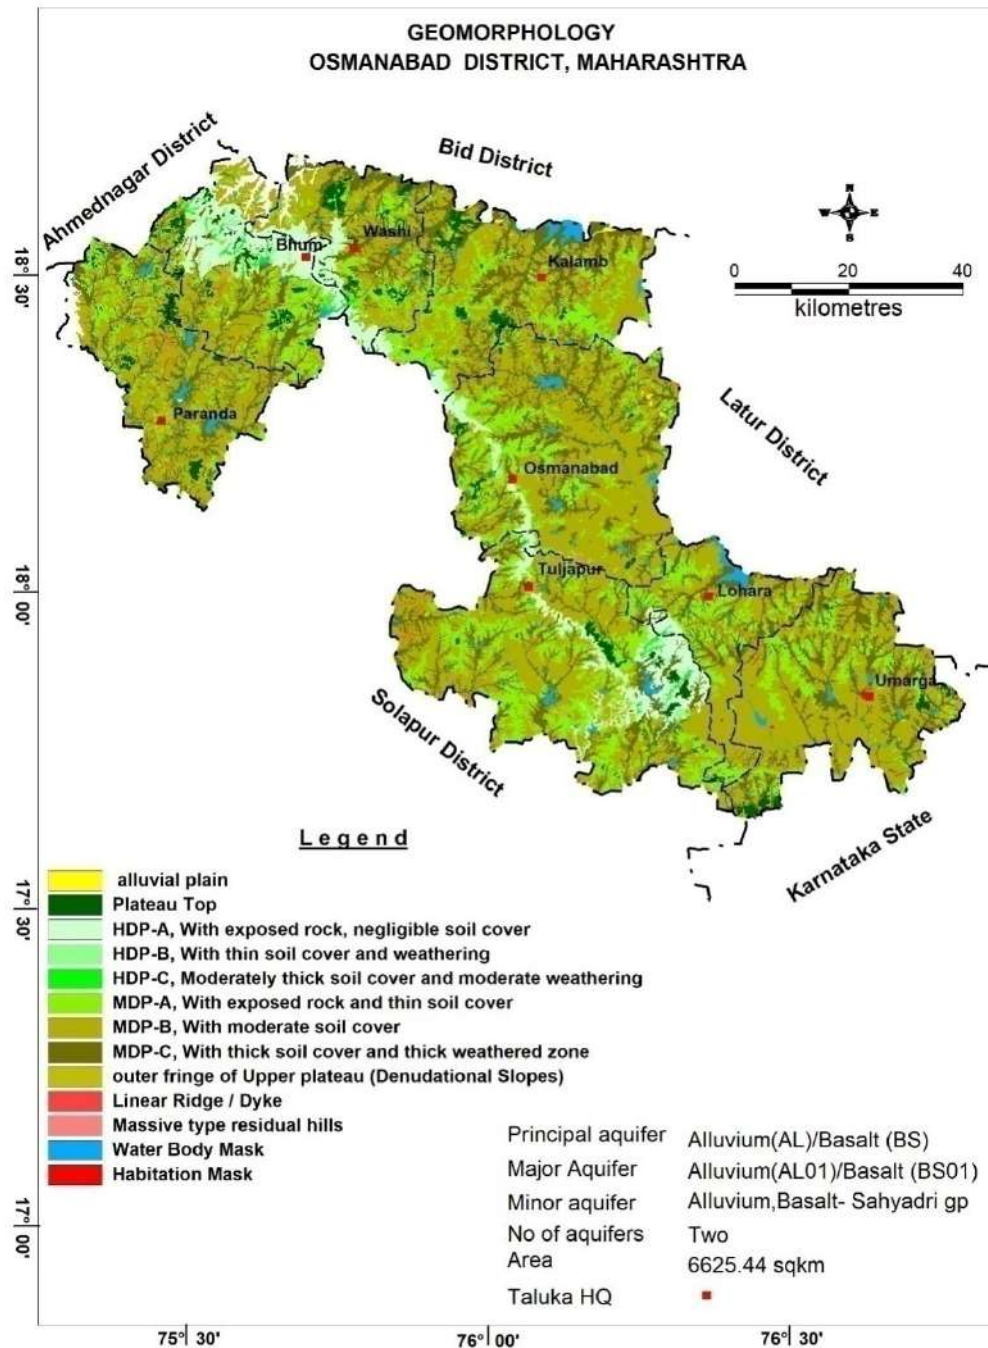 GEOMORPHOLOGY
OSMANABAD DISTRICT, MAHARASHTRA
Ahmednagar District
Bid District
N
W E
S
Bhum
Washi
Kalamb
18° 30'
0 20 40
kilometres
Paranda
Latur District
Osmanabad
Tuljapur
Lohara
18° 00'
Umarga
Solapur District
Karnataka State
Legend
alluvial plain
Plateau Top
17° 30'
HDP-A, With exposed rock, negligible soil cover
HDP-B, With thin soil cover and weathering
HDP-C, Moderately thick soil cover and moderate weathering
MDP-A, With exposed rock and thin soil cover
MDP-B, With moderate soil cover
MDP-C, With thick soil cover and thick weathered zone
outer fringe of Upper plateau (Denudational Slopes)
Linear Ridge / Dyke
Massive type residual hills
Water Body Mask
Habitation Mask
Principal aquifer Alluvium(AL)/Basalt (BS)
Major Aquifer Alluvium(AL01)/Basalt (BS01)
Minor aquifer Alluvium,Basalt- Sahyadri gp
No of aquifers Two
Area 6625.44 sqkm
Taluka HQ
17° 00'
75° 30' 76° 00' 76° 30'